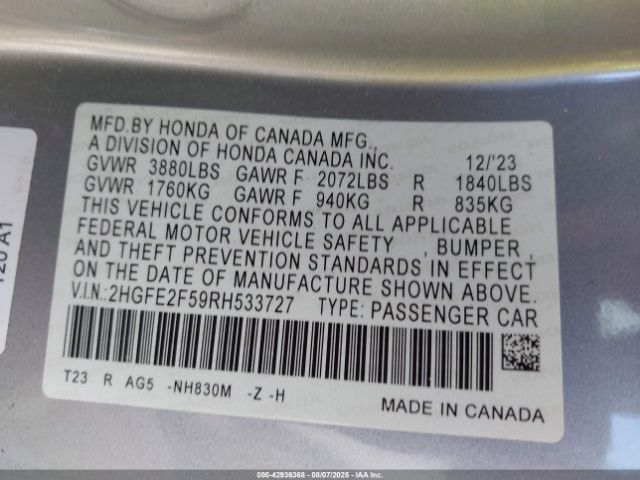 MFD.BY HONDA OF CANADA MFG.,
A DIVISION OF HONDA CANADA INC. 12/'23
GVWR 3880LBS GAWR F 2072LBS R 1840LBS
GVWR 1760KG GAWR F 940KG R 835KG
THIS VEHICLE CONFORMS TO ALL APPLICABLE
FEDERAL MOTOR VEHICLE SAFETY , BUMPER ,
AND THEFT PREVENTION STANDARDS IN EFFECT
ON THE DATE OF MANUFACTURE SHOWN ABOVE.
V.I.N.:2HGFE2F59RH533727 TYPE: PASSENGER CAR
T23 R AG5 -NH830M -Z -H
MADE IN CANADA
120 A1
000-42936368 - 08/07/2025 - IAA Inc.